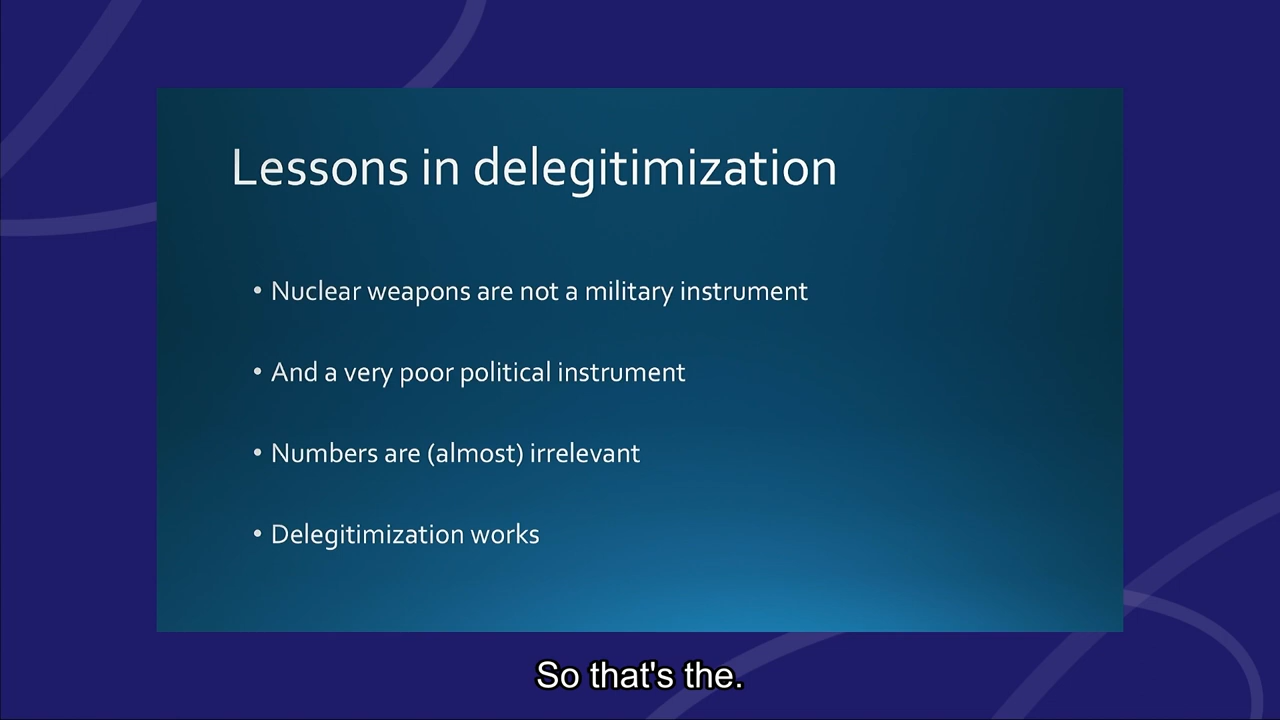 Lessons in delegitimization
• Nuclear weapons are not a military instrument
• And a very poor political instrument
• Numbers are (almost) irrelevant
• Delegitimization works
So that's the.